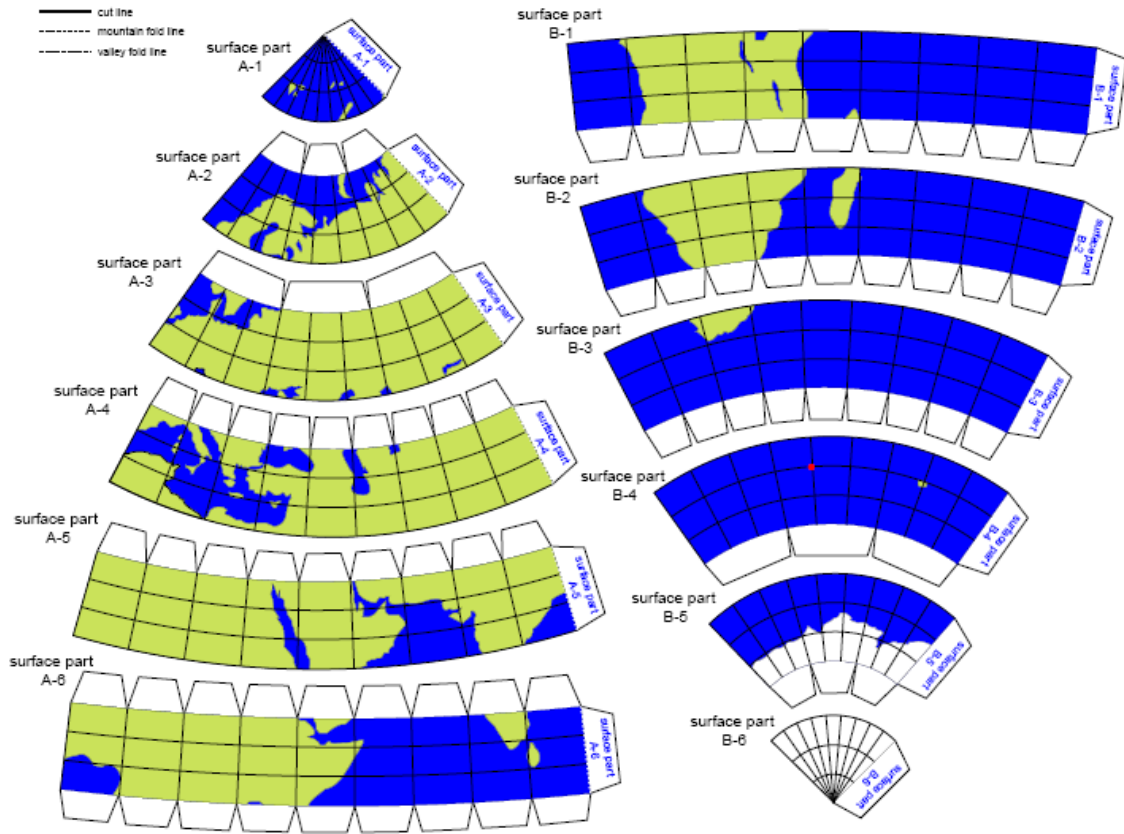 cut line
mountain fold line
valley fold line
surface part
A-1
surface part
A-1
surface part
A-2
surface part
A-2
surface part
A-3
surface part
A-3
surface part
A-4
surface part
A-4
surface part
A-5
surface part
A-5
surface part
A-6
surface part
A-6
surface part
B-1
surface part
B-1
surface part
B-2
surface part
B-2
surface part
B-3
surface part
B-3
surface part
B-4
surface part
B-4
surface part
B-5
surface part
B-5
surface part
B-6
surface part
B-6